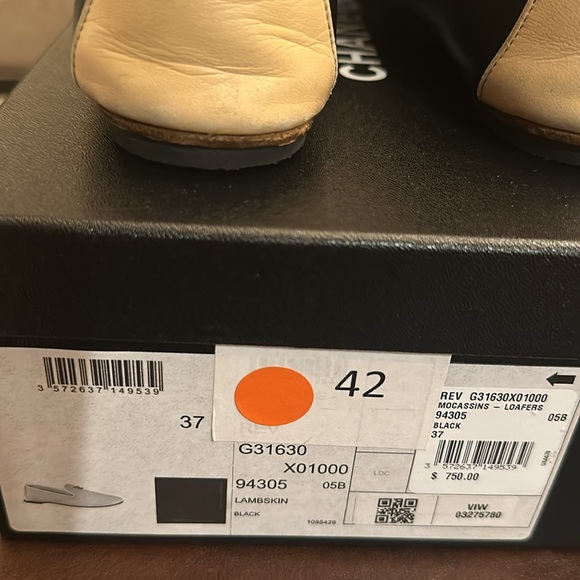 CHANEL
3 572637 149539
37
42
G31630
X01000
94305 05B
LAMBSKIN
BLACK
1095429
LDC
REV G31630X01000
MOCASSINS – LOAFERS
94305 05B
BLACK
37
3 572637 149539
$ 750.00
VIW
03275780